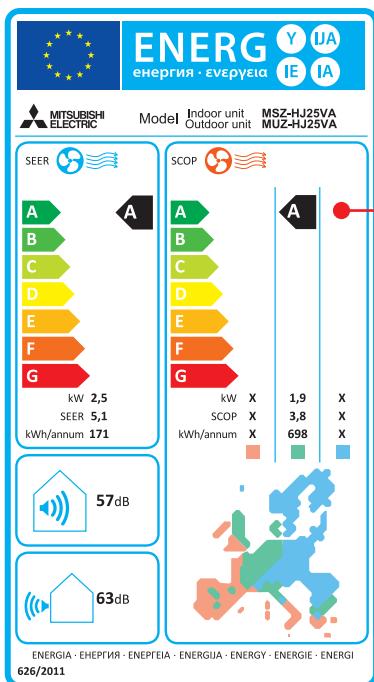 ENERG Y IJA
енергия · ενεργεια IE IA
MITSUBISHI ELECTRIC
Model Indoor unit MSZ-HJ25VA
Outdoor unit MUZ-HJ25VA
SEER
A A
B
C
D
E
F
G
kW 2,5
SEER 5,1
kWh/annum 171
SCOP
A A
B
C
D
E
F
G
kW X 1,9 X
SCOP X 3,8 X
kWh/annum X 698 X
57dB
63dB
ENERGIA · ЕНЕРГИЯ · ΕΝΕΡΓΕΙΑ · ENERGIJA · ENERGY · ENERGIE · ENERGI
626/2011